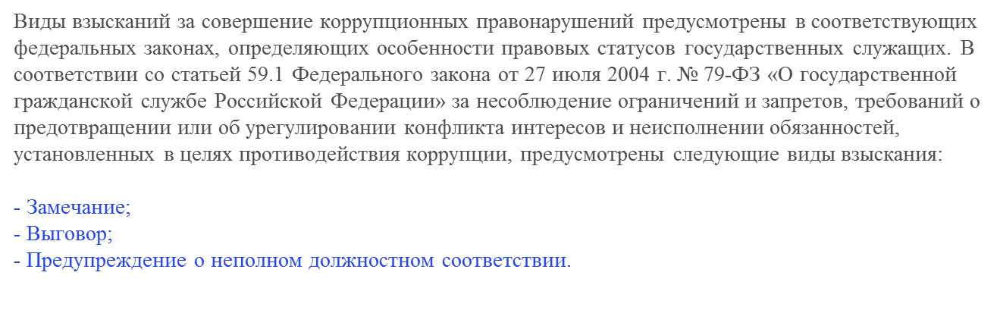 Виды взысканий за совершение коррупционных правонарушений предусмотрены в соответствующих
федеральных законах, определяющих особенности правовых статусов государственных служащих. В
соответствии со статьей 59.1 Федерального закона от 27 июля 2004 г. № 79-ФЗ «О государственной
гражданской службе Российской Федерации» за несоблюдение ограничений и запретов, требований о
предотвращении или об урегулировании конфликта интересов и неисполнении обязанностей,
установленных в целях противодействия коррупции, предусмотрены следующие виды взыскания:
- Замечание;
- Выговор;
- Предупреждение о неполном должностном соответствии.